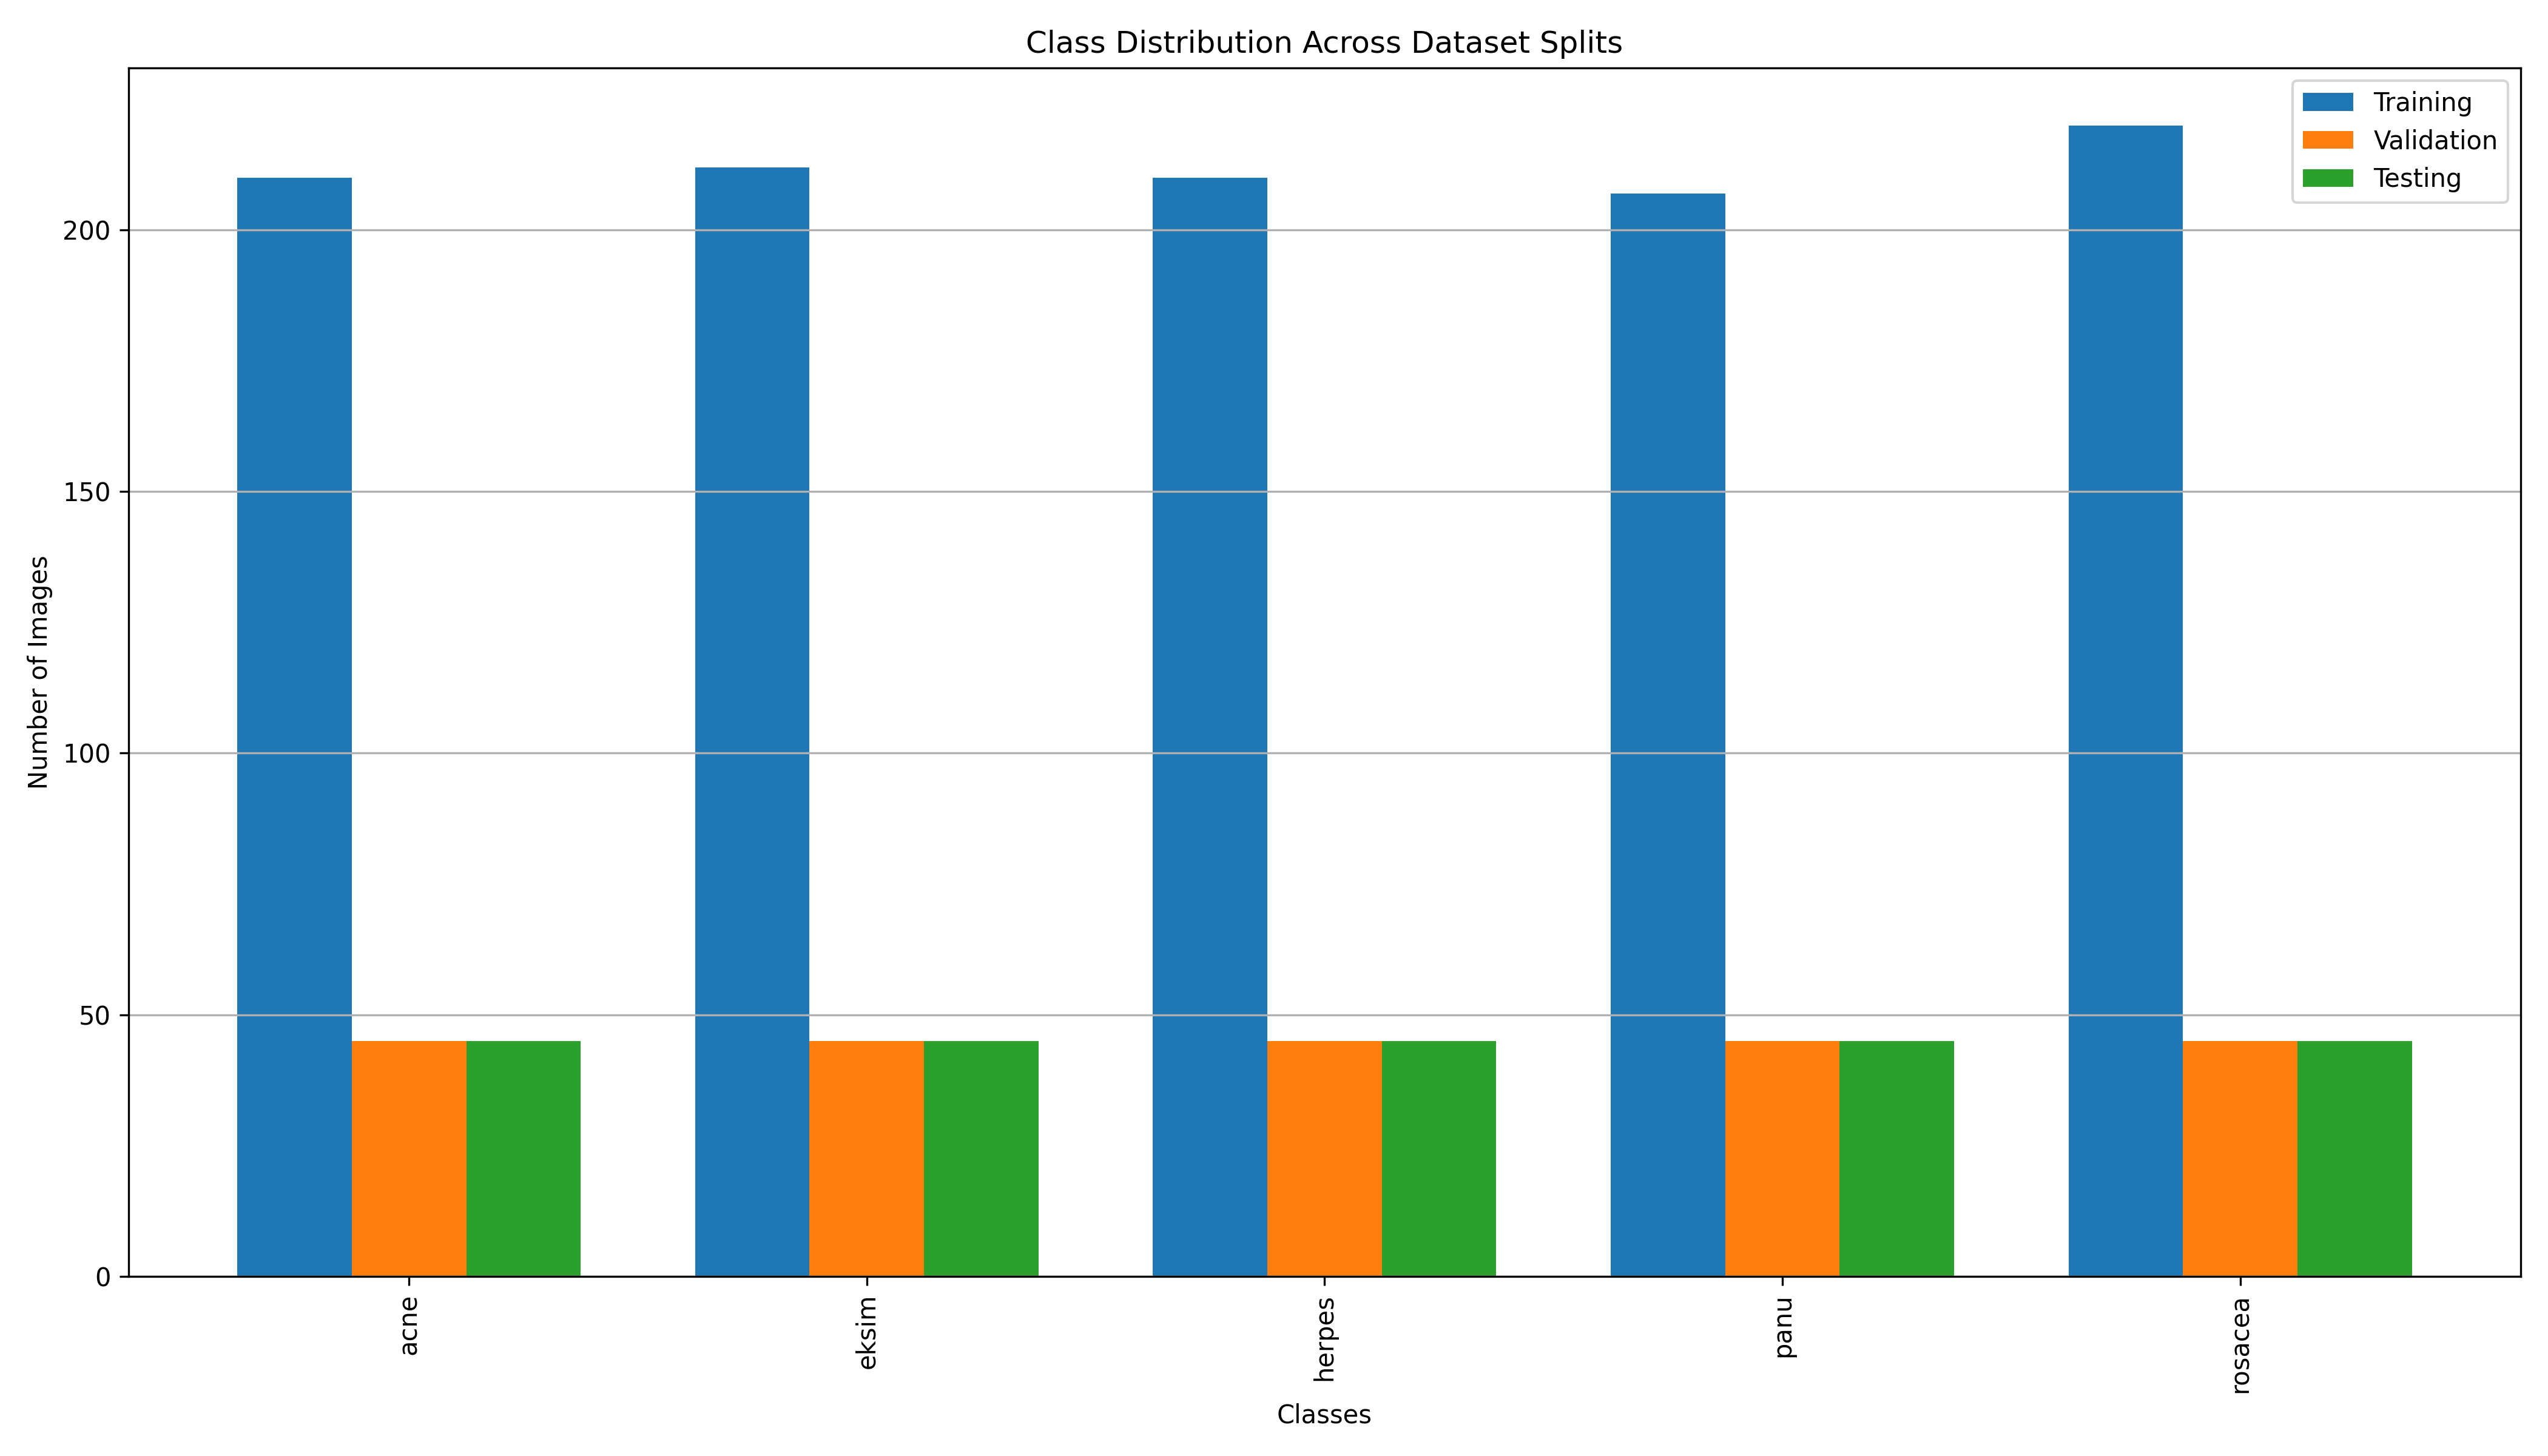 Class Distribution Across Dataset Splits
Training
Validation
Testing
Number of Images
200
150
100
50
0
acne
eksim
herpes
panu
rosacea
Classes